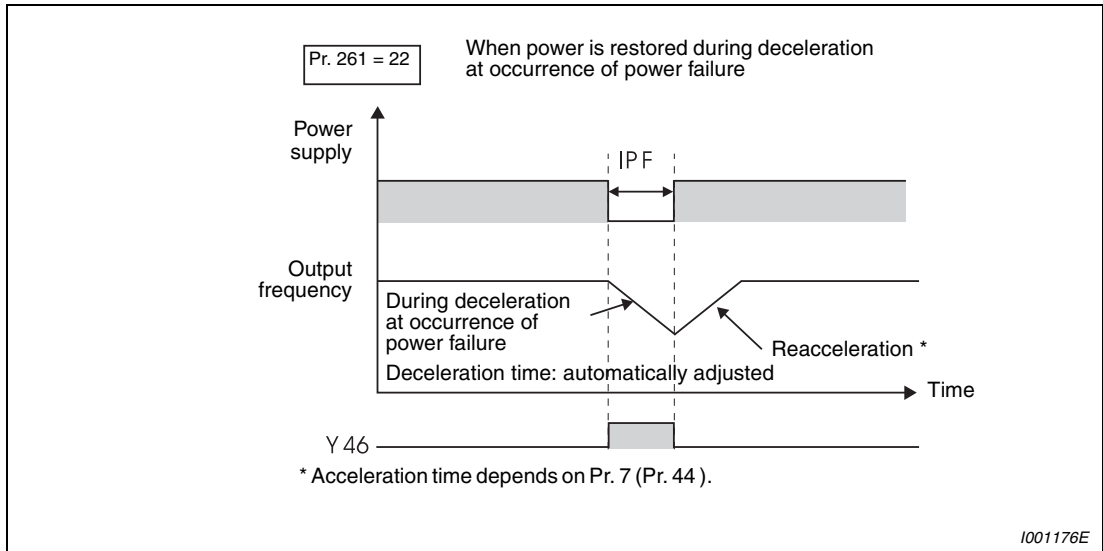 Pr. 261 = 22
When power is restored during deceleration
at occurrence of power failure
Power
supply
IPF
Output
frequency
During deceleration
at occurrence of
power failure
Reacceleration *
Deceleration time: automatically adjusted
Time
Y46
* Acceleration time depends on Pr. 7 (Pr. 44 ).
I001176E